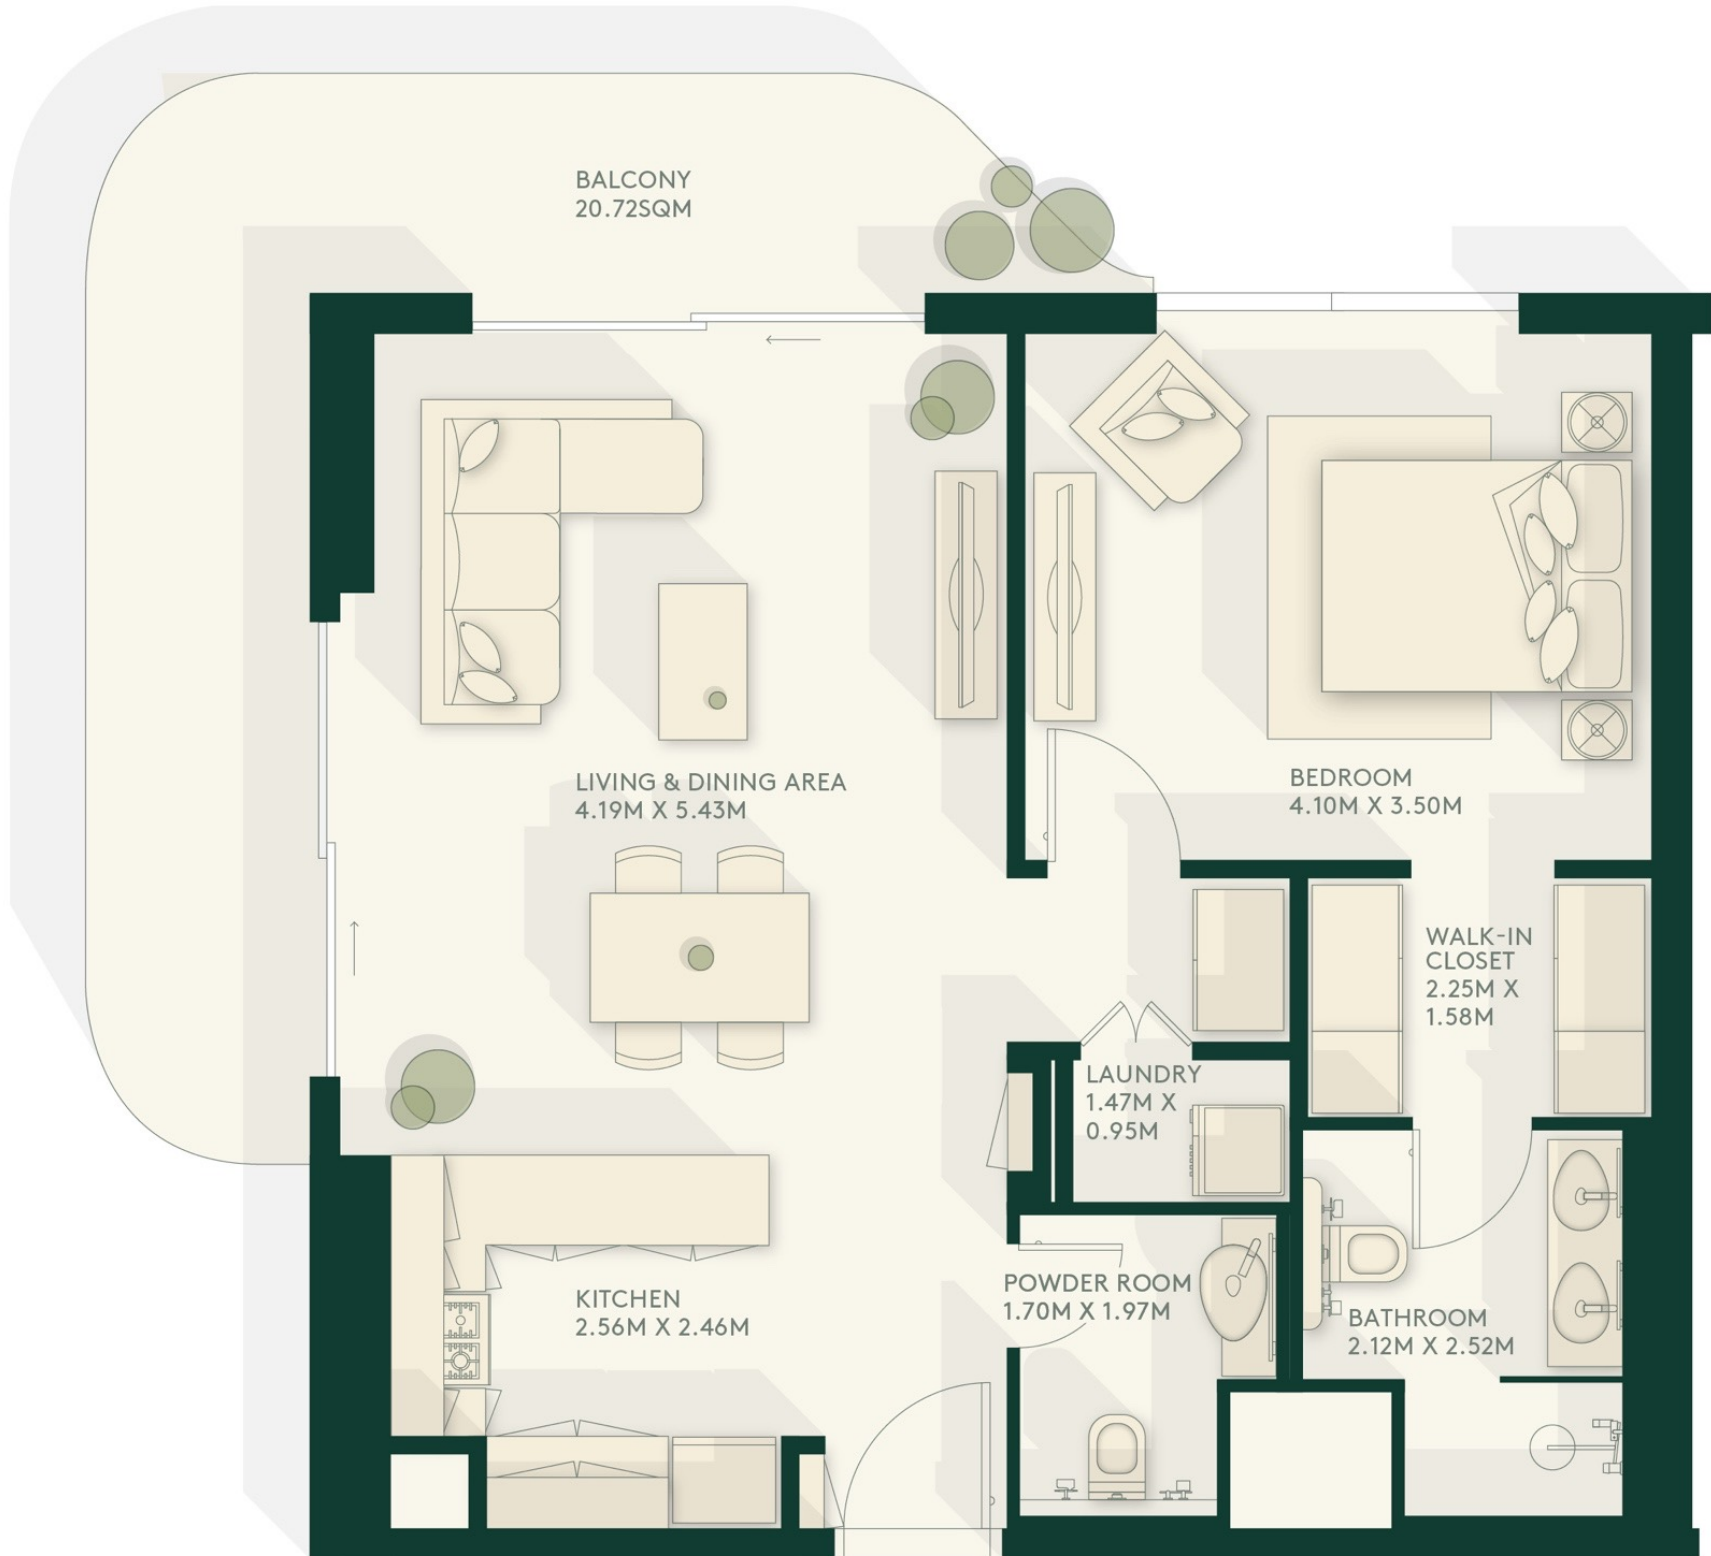 BALCONY
20.72SQM
LIVING & DINING AREA
4.19M X 5.43M
BEDROOM
4.10M X 3.50M
WALK-IN
CLOSET
2.25M X
1.58M
LAUNDRY
1.47M X
0.95M
KITCHEN
2.56M X 2.46M
POWDER ROOM
1.70M X 1.97M
BATHROOM
2.12M X 2.52M